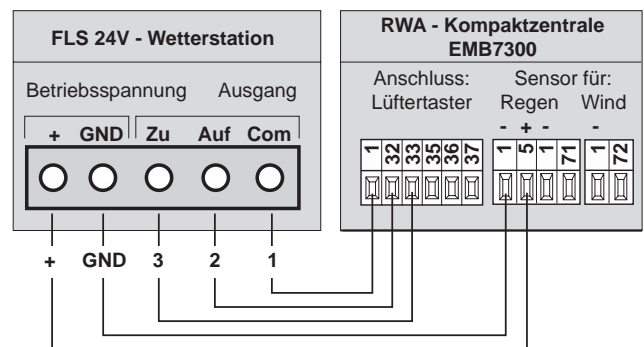 FLS 24V - Wetterstation
Betriebsspannung Ausgang
+ GND Zu Auf Com
+ GND 3 2 1
RWA - Kompaktzentrale
EMB7300
Anschluss: Sensor für:
Lüftertaster Regen Wind
- + - -
1 32 33 35 36 37 1 5 1 71 1 72